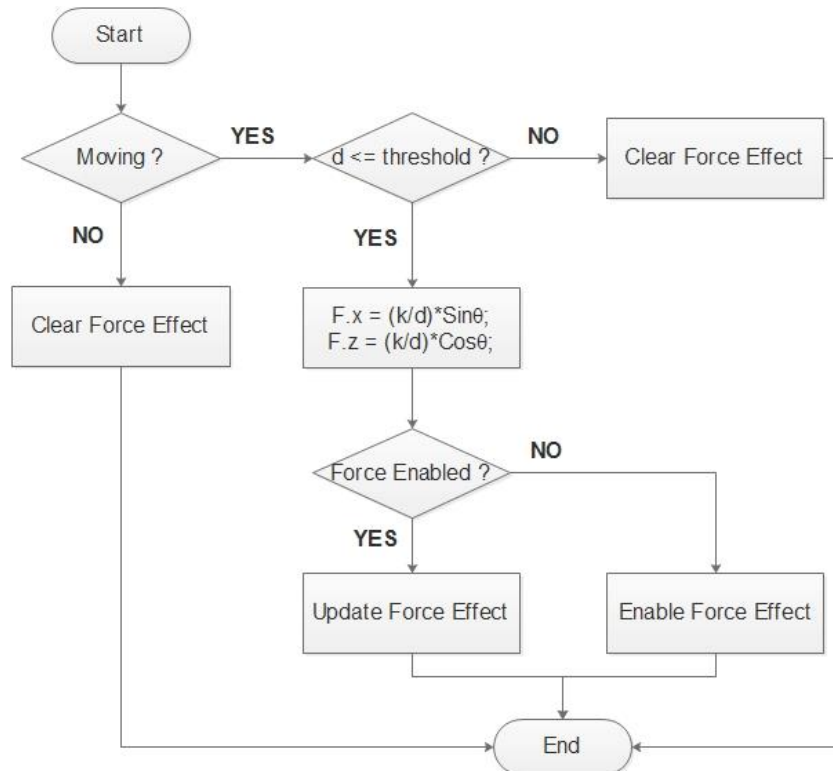 Start
Moving ?
YES
d <= threshold ?
NO
Clear Force Effect
NO
YES
Clear Force Effect
F.x = (k/d)*Sinθ;
F.z = (k/d)*Cosθ;
Force Enabled ?
NO
YES
Update Force Effect
Enable Force Effect
End